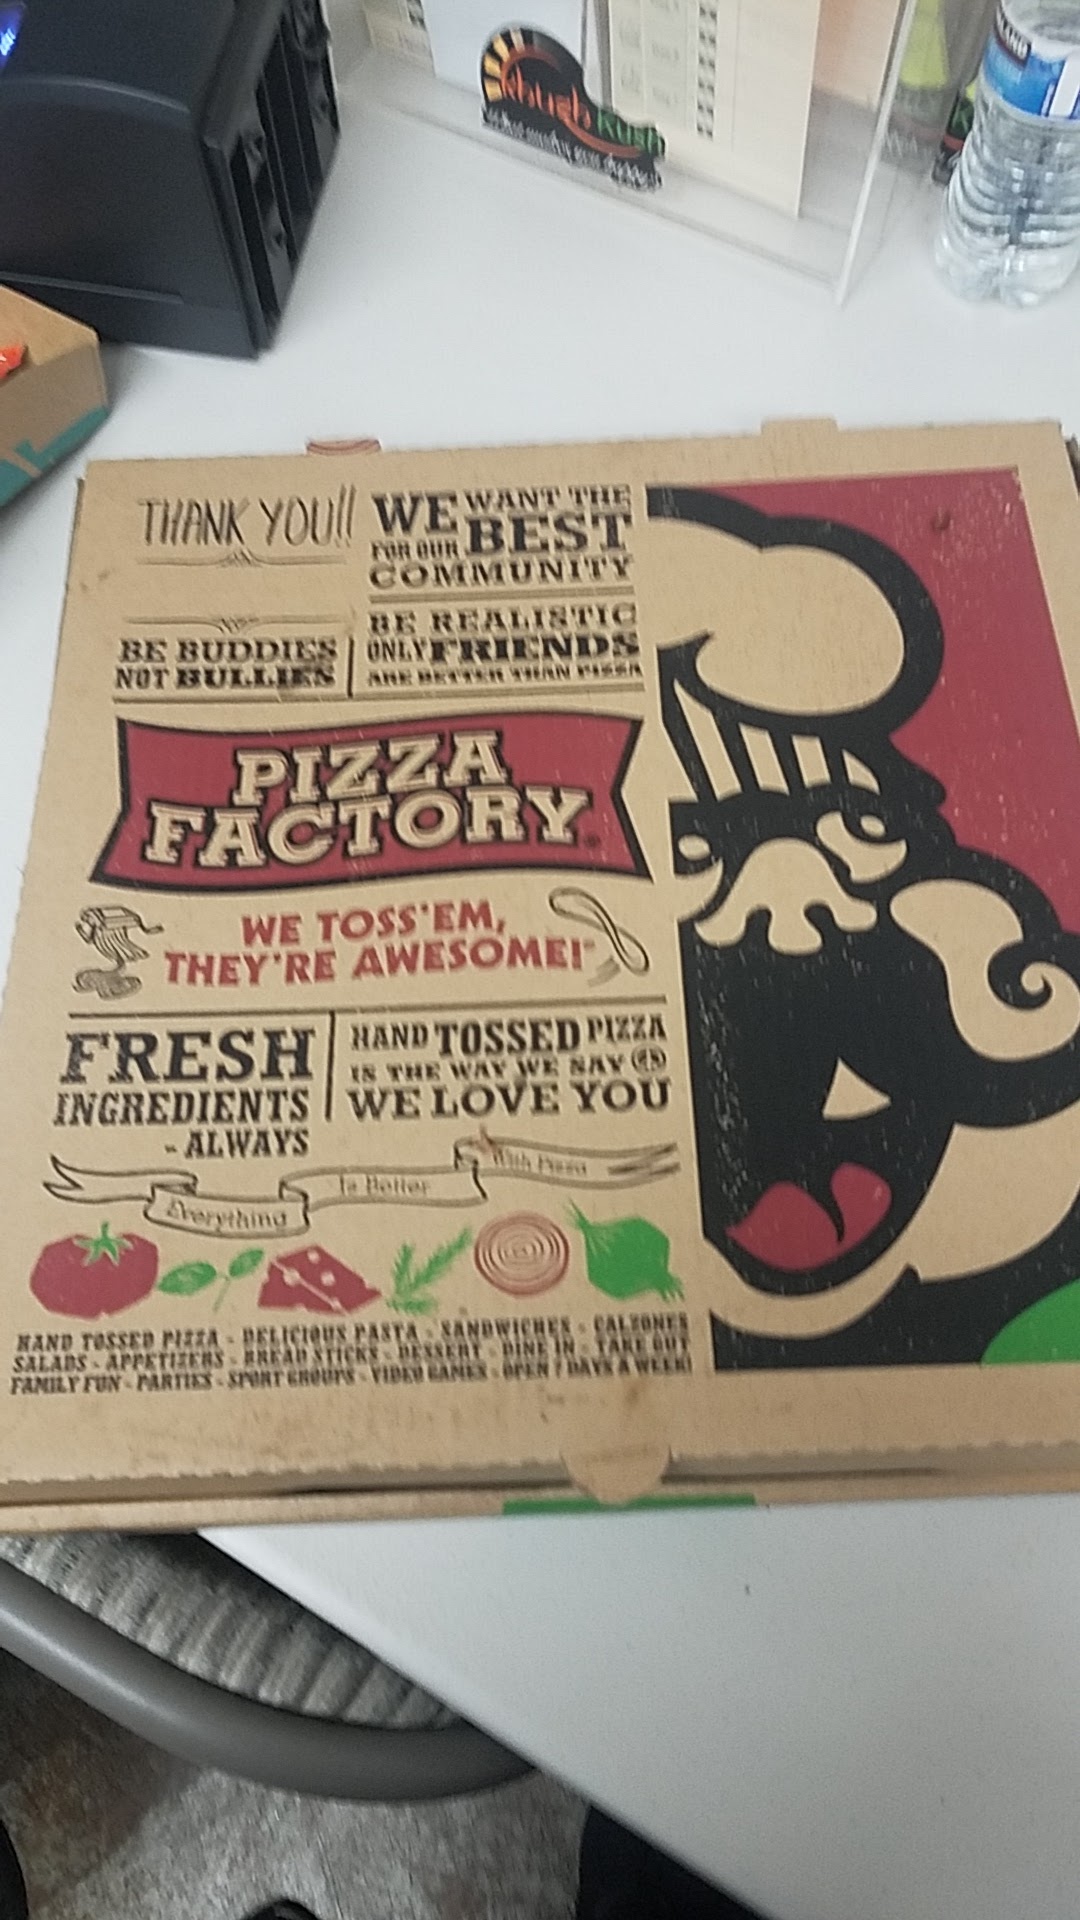 Khush Kush
THANK YOU!!
WE WANT THE
FOR OUR BEST
COMMUNITY
BE BUDDIES
NOT BULLIES
BE REALISTIC
ONLY FRIENDS
ARE BETTER THAN PIZZA
PIZZA
FACTORY®
WE TOSS'EM,
THEY'RE AWESOME!™
FRESH
INGREDIENTS
- ALWAYS
HAND TOSSED PIZZA
IS THE WAY WE SAY
WE LOVE YOU
Everything Is Better With Pizza
HAND TOSSED PIZZA - DELICIOUS PASTA - SANDWICHES - CALZONES
SALADS - APPETIZERS - BREAD STICKS - DESSERT - DINE IN - TAKE OUT
FAMILY FUN - PARTIES - SPORT GROUPS - VIDEO GAMES - OPEN 7 DAYS A WEEK!